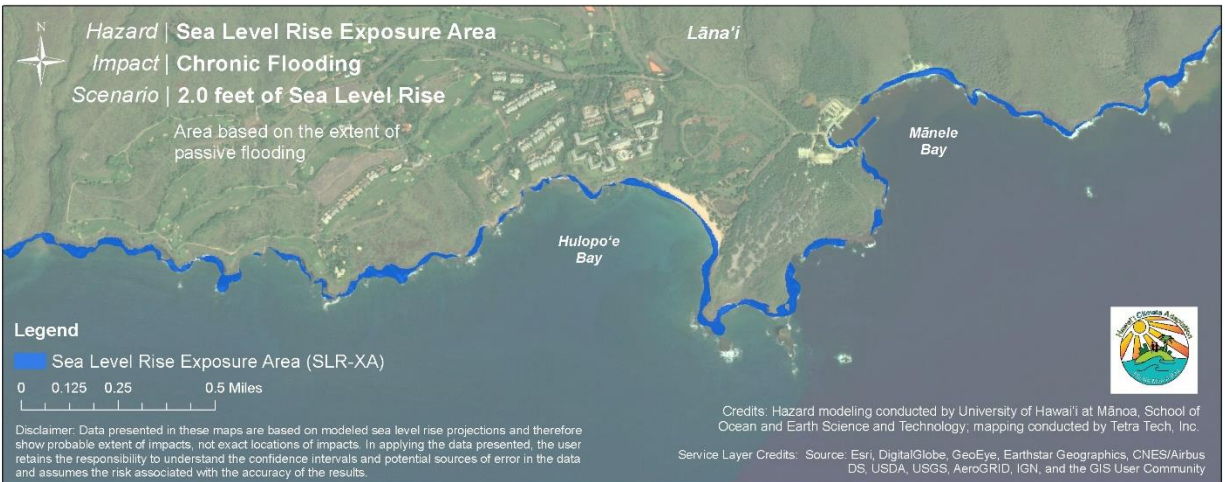 N
Hazard | Sea Level Rise Exposure Area
Impact | Chronic Flooding
Scenario | 2.0 feet of Sea Level Rise
Area based on the extent of
passive flooding
Lānaʻi
Mānele
Bay
Hulopoʻe
Bay
Legend
Sea Level Rise Exposure Area (SLR-XA)
0 0.125 0.25 0.5 Miles
Disclaimer: Data presented in these maps are based on modeled sea level rise projections and therefore
show probable extent of impacts, not exact locations of impacts. In applying the data presented, the user
retains the responsibility to understand the confidence intervals and potential sources of error in the data
and assumes the risk associated with the accuracy of the results.
Hawaiʻi Climate Adaptation
Credits: Hazard modeling conducted by University of Hawaiʻi at Mānoa, School of
Ocean and Earth Science and Technology; mapping conducted by Tetra Tech, Inc.
Service Layer Credits: Source: Esri, DigitalGlobe, GeoEye, Earthstar Geographics, CNES/Airbus
DS, USDA, USGS, AeroGRID, IGN, and the GIS User Community